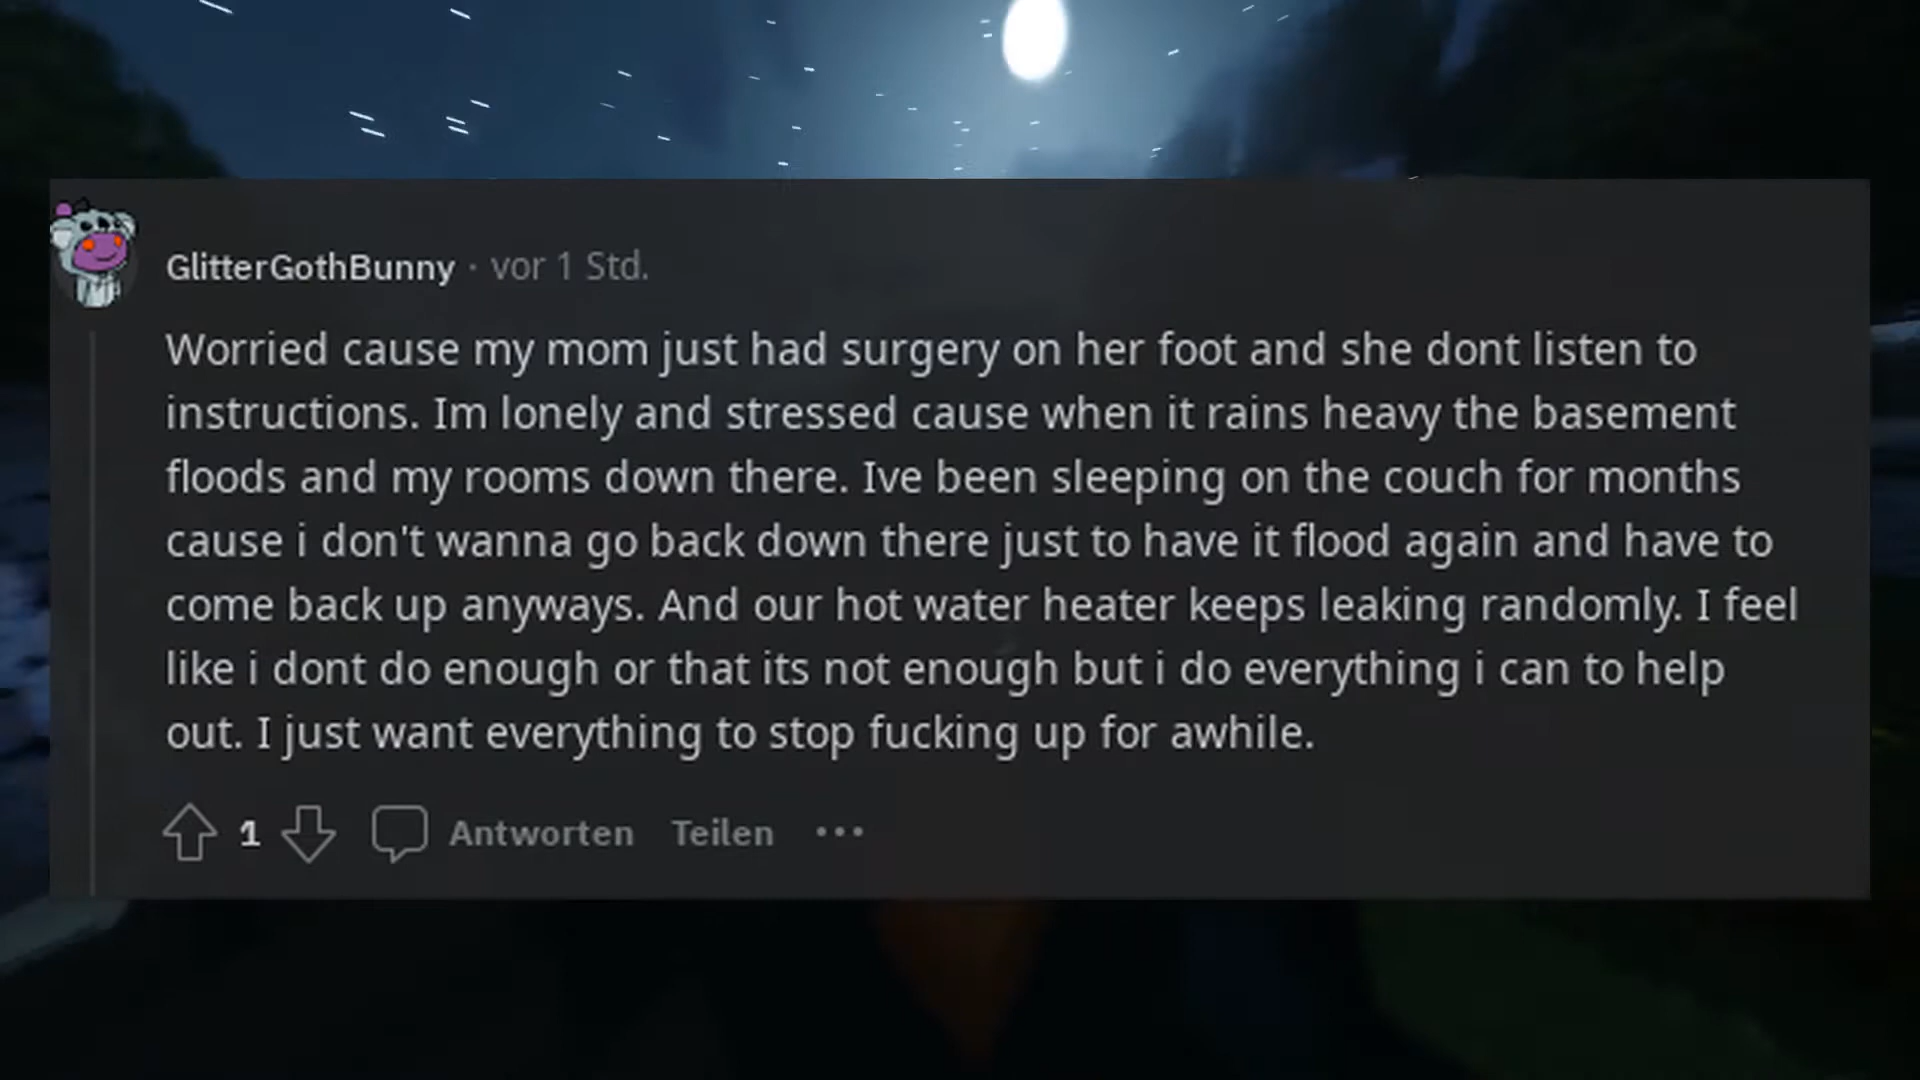 GlitterGothBunny · vor 1 Std.
Worried cause my mom just had surgery on her foot and she dont listen to
instructions. Im lonely and stressed cause when it rains heavy the basement
floods and my rooms down there. Ive been sleeping on the couch for months
cause i don't wanna go back down there just to have it flood again and have to
come back up anyways. And our hot water heater keeps leaking randomly. I feel
like i dont do enough or that its not enough but i do everything i can to help
out. I just want everything to stop fucking up for awhile.
1 Antworten Teilen •••